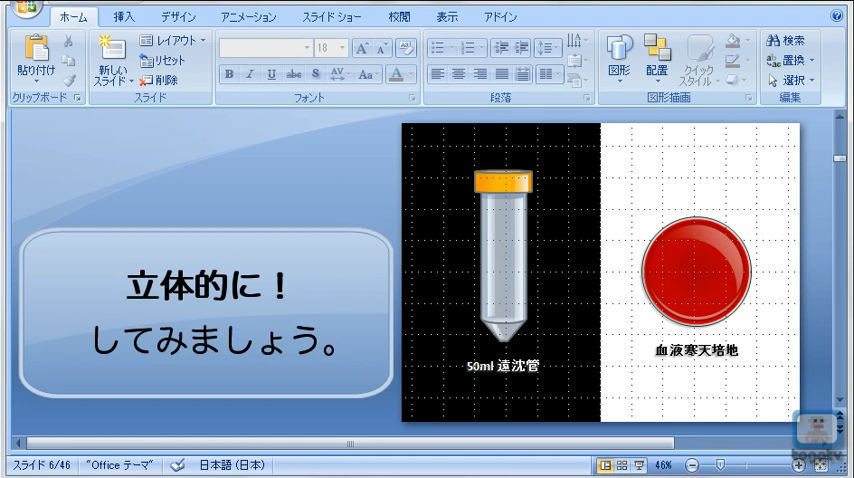 ホーム 挿入 デザイン アニメーション スライド ショー 校閲 表示 アドイン
貼り付け
新しい
スライド
レイアウト
リセット
削除
18
B I U abc S AV Aa A
図形
配置
クイック
スタイル
検索
置換
選択
クリップボード スライド フォント 段落 図形描画 編集
立体的に!
してみましょう。
50ml 遠沈管
血液寒天培地
togotv
スライド 6/46 "Office テーマ" 日本語 (日本) 46%